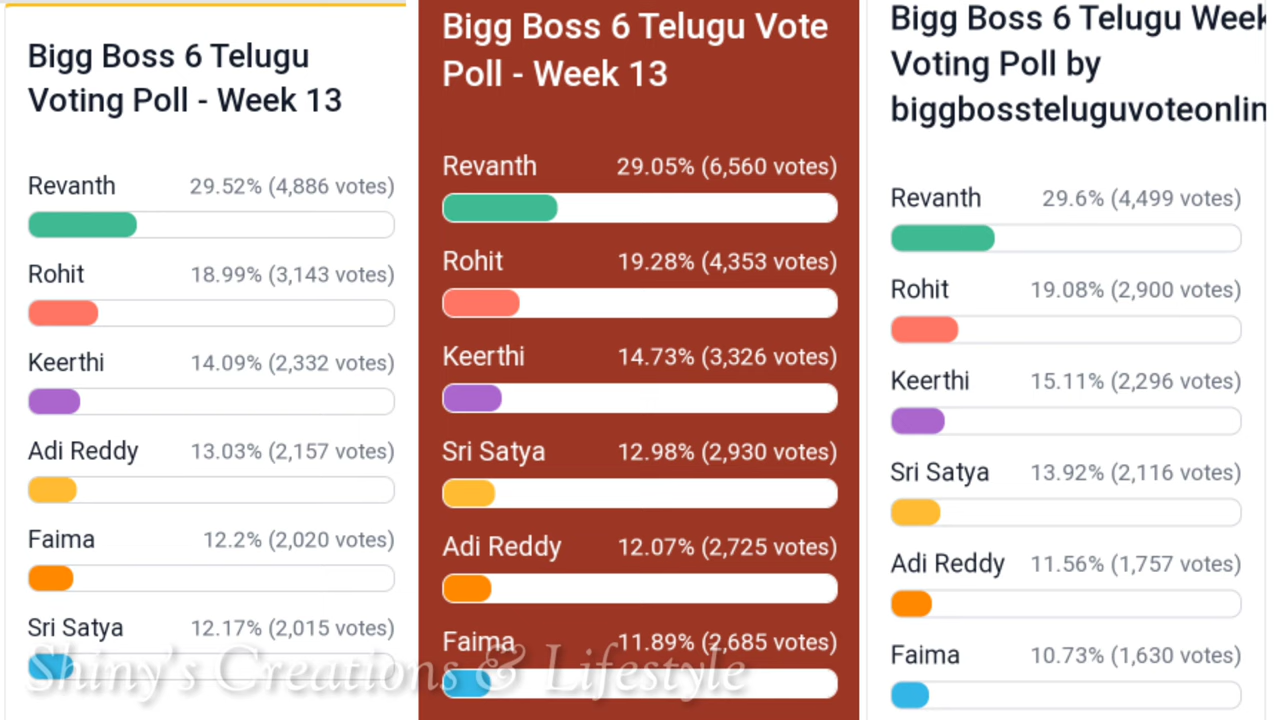 Bigg Boss 6 Telugu
Voting Poll - Week 13
Revanth 29.52% (4,886 votes)
Rohit 18.99% (3,143 votes)
Keerthi 14.09% (2,332 votes)
Adi Reddy 13.03% (2,157 votes)
Faima 12.2% (2,020 votes)
Sri Satya 12.17% (2,015 votes)
Bigg Boss 6 Telugu Vote
Poll - Week 13
Revanth 29.05% (6,560 votes)
Rohit 19.28% (4,353 votes)
Keerthi 14.73% (3,326 votes)
Sri Satya 12.98% (2,930 votes)
Adi Reddy 12.07% (2,725 votes)
Faima 11.89% (2,685 votes)
Bigg Boss 6 Telugu Week
Voting Poll by
biggbossteluguvoteonlin
Revanth 29.6% (4,499 votes)
Rohit 19.08% (2,900 votes)
Keerthi 15.11% (2,296 votes)
Sri Satya 13.92% (2,116 votes)
Adi Reddy 11.56% (1,757 votes)
Faima 10.73% (1,630 votes)
Shiny's Creations & Lifestyle